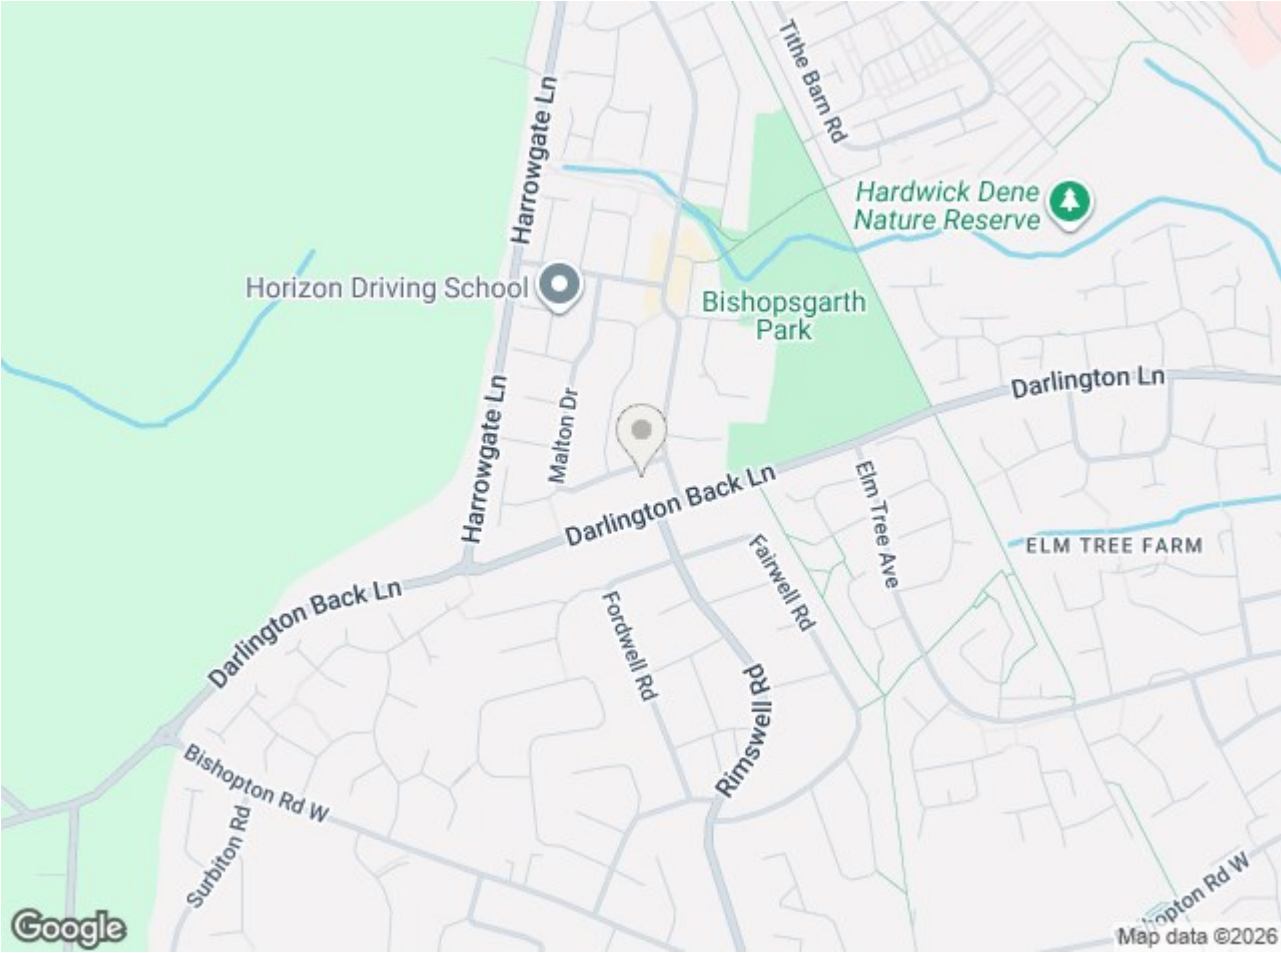 Tithe Barn Rd
Harrowgate Ln
Hardwick Dene
Nature Reserve
Horizon Driving School
Bishopsgarth
Park
Darlington Ln
Harrowgate Ln
Malton Dr
Darlington Back Ln
Elm Tree Ave
Fairwell Rd
ELM TREE FARM
Darlington Back Ln
Fordwell Rd
Rimswell Rd
Bishopton Rd W
Surbiton Rd
Bishopton Rd W
Google
Map data ©2026